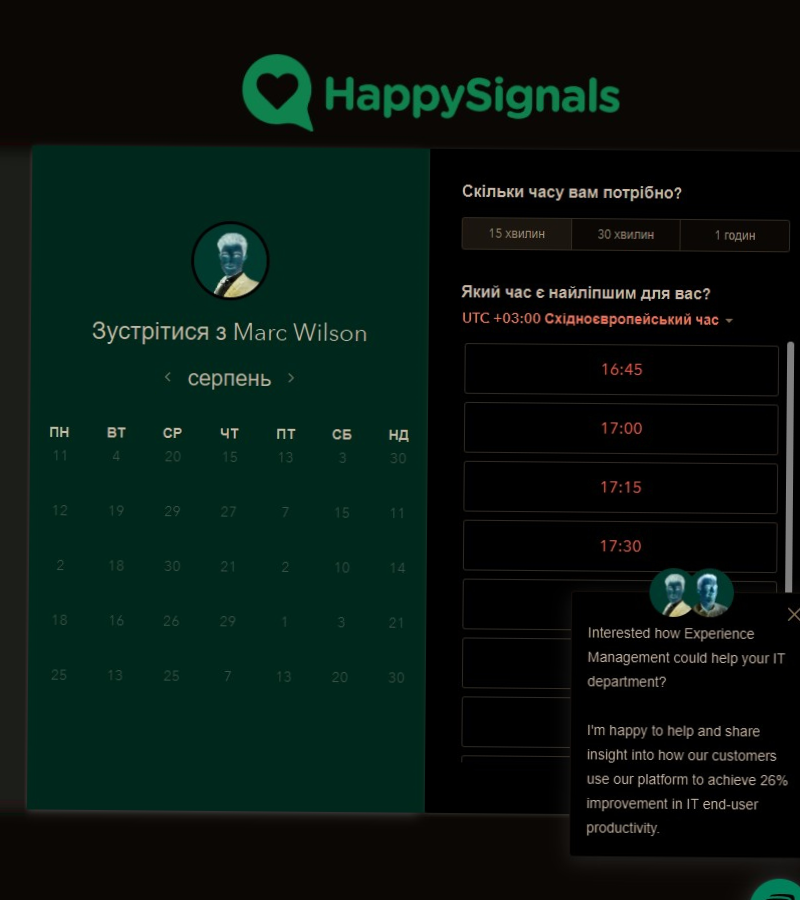 HappySignals
Зустрітися з Marc Wilson
серпень
ПН ВТ СР ЧТ ПТ СБ НД
11 4 20 15 13 3 30
12 19 29 27 7 15 11
2 18 30 21 2 10 14
18 16 26 29 1 3 21
25 13 25 7 13 20 30
Скільки часу вам потрібно?
15 хвилин 30 хвилин 1 годин
Який час є найліпшим для вас?
UTC +03:00 Східноєвропейський час
16:45
17:00
17:15
17:30
Interested how Experience
Management could help your IT
department?
I'm happy to help and share
insight into how our customers
use our platform to achieve 26%
improvement in IT end-user
productivity.